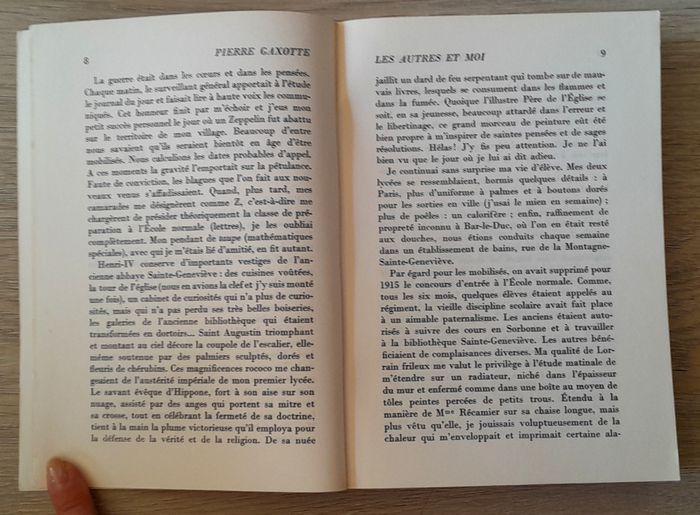 8
PIERRE GAXOTTE
La guerre était dans les cœurs et dans les pensées.
Chaque matin, le surveillant général apportait à l'étude
le journal du jour et faisait lire à haute voix les commu-
niqués. Cet honneur finit par m'échoir et j'eus mon
petit succès personnel le jour où un Zeppelin fut abattu
sur le territoire de mon village. Beaucoup d'entre
nous savaient qu'ils seraient bientôt en âge d'être
mobilisés. Nous calculions les dates probables d'appel.
A ces moments la gravité l'emportait sur la pétulance.
Faute de conviction, les blagues que l'on fait aux nou-
veaux venus s'affadissaient. Quand, plus tard, mes
camarades me désignèrent comme Z, c'est-à-dire me
chargèrent de présider théoriquement la classe de pré-
paration à l'École normale (lettres), je les oubliai
complètement. Mon pendant de taupe (mathématiques
spéciales), avec qui je m'étais lié d'amitié, en fit autant.
Henri-IV conserve d'importants vestiges de l'an-
cienne abbaye Sainte-Geneviève : des cuisines voûtées,
la tour de l'église (nous en avions la clef et j'y suis monté
une fois), un cabinet de curiosités qui n'a plus de curio-
sités, mais qui n'a pas perdu ses très belles boiseries,
les galeries de l'ancienne bibliothèque qui étaient
transformées en dortoirs... Saint Augustin triomphant
et montant au ciel décore la coupole de l'escalier, elle-
même soutenue par des palmiers sculptés, dorés et
fleuris de chérubins. Ces magnificences rococo me chan-
geaient de l'austérité impériale de mon premier lycée.
Le savant évêque d'Hippone, fort à son aise sur son
nuage, assisté par des anges qui portent sa mitre et
sa crosse, tout en célébrant la fermeté de sa doctrine,
tient à la main la plume victorieuse qu'il employa pour
la défense de la vérité et de la religion. De sa nuée
LES AUTRES ET MOI
9
jaillit un dard de feu serpentant qui tombe sur de mau-
vais livres, lesquels se consument dans les flammes et
dans la fumée. Quoique l'illustre Père de l'Église se
soit, en sa jeunesse, beaucoup attardé dans l'erreur et
le libertinage, ce grand morceau de peinture eût été
bien propre à m'inspirer de saintes pensées et de sages
résolutions. Hélas! J'y fis peu attention. Je ne l'ai
bien vu que le jour où je lui ai dit adieu.
Je continuai sans surprise ma vie d'élève. Mes deux
lycées se ressemblaient, hormis quelques détails : à
Paris, plus d'uniforme à palmes et à boutons dorés
pour les sorties en ville (j'usai le mien en semaine) ;
plus de poêles : un calorifère ; enfin, raffinement de
propreté inconnu à Bar-le-Duc, où l'on en était resté
aux douches, nous étions conduits chaque semaine
dans un établissement de bains, rue de la Montagne-
Sainte-Geneviève.
Par égard pour les mobilisés, on avait supprimé pour
1915 le concours d'entrée à l'École normale. Comme,
tous les six mois, quelques élèves étaient appelés au
régiment, la vieille discipline scolaire avait fait place
à un aimable paternalisme. Les anciens étaient auto-
risés à suivre des cours en Sorbonne et à travailler
à la bibliothèque Sainte-Geneviève. Les autres béné-
ficiaient de complaisances diverses. Ma qualité de Lor-
rain frileux me valut le privilège à l'étude matinale de
m'étendre sur un radiateur, niché dans l'épaisseur
du mur et enfermé comme dans une boîte au moyen de
tôles peintes percées de petits trous. Étendu à la
manière de Mme Récamier sur sa chaise longue, mais
plus vêtu qu'elle, je jouissais voluptueusement de la
chaleur qui m'enveloppait et imprimait certaine ala-